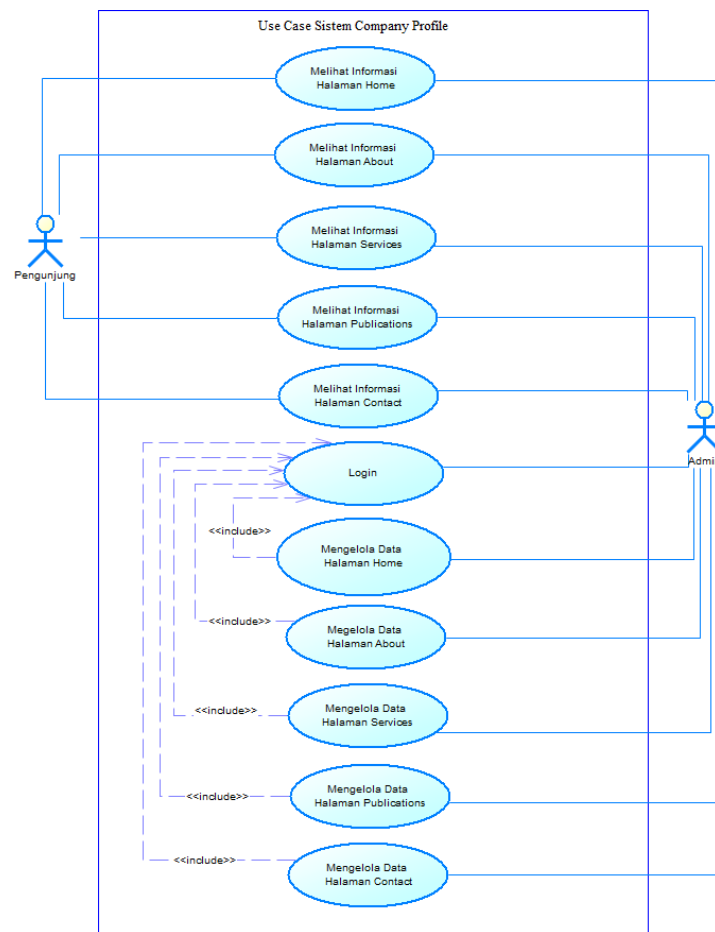 Use Case Sistem Company Profile
Melihat Informasi
Halaman Home
Melihat Informasi
Halaman About
Melihat Informasi
Halaman Services
Pengunjung
Melihat Informasi
Halaman Publications
Melihat Informasi
Halaman Contact
Login
Admi
<<include>>
Mengelola Data
Halaman Home
<<include>>
Megelola Data
Halaman About
<<include>>
Mengelola Data
Halaman Services
<<include>>
Mengelola Data
Halaman Publications
<<include>>
Mengelola Data
Halaman Contact